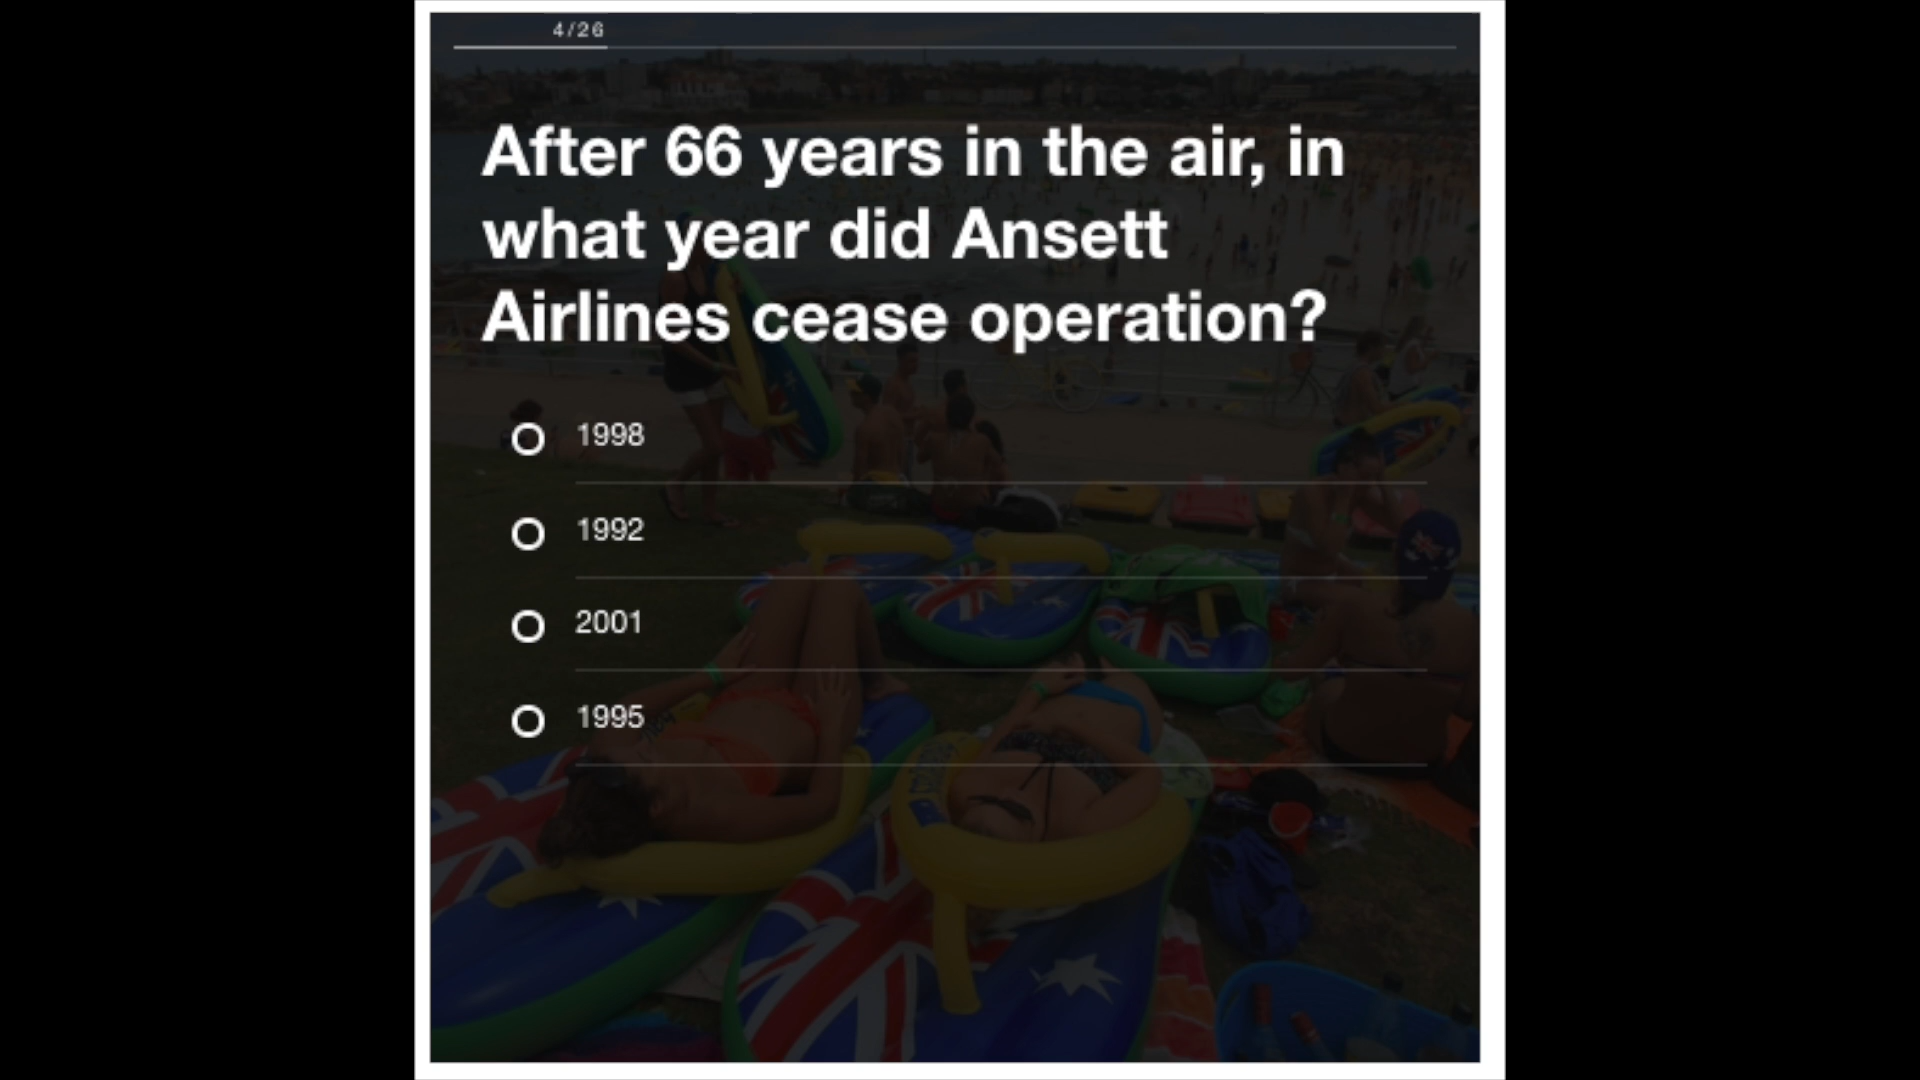 4/26
After 66 years in the air, in
what year did Ansett
Airlines cease operation?
1998
1992
2001
1995